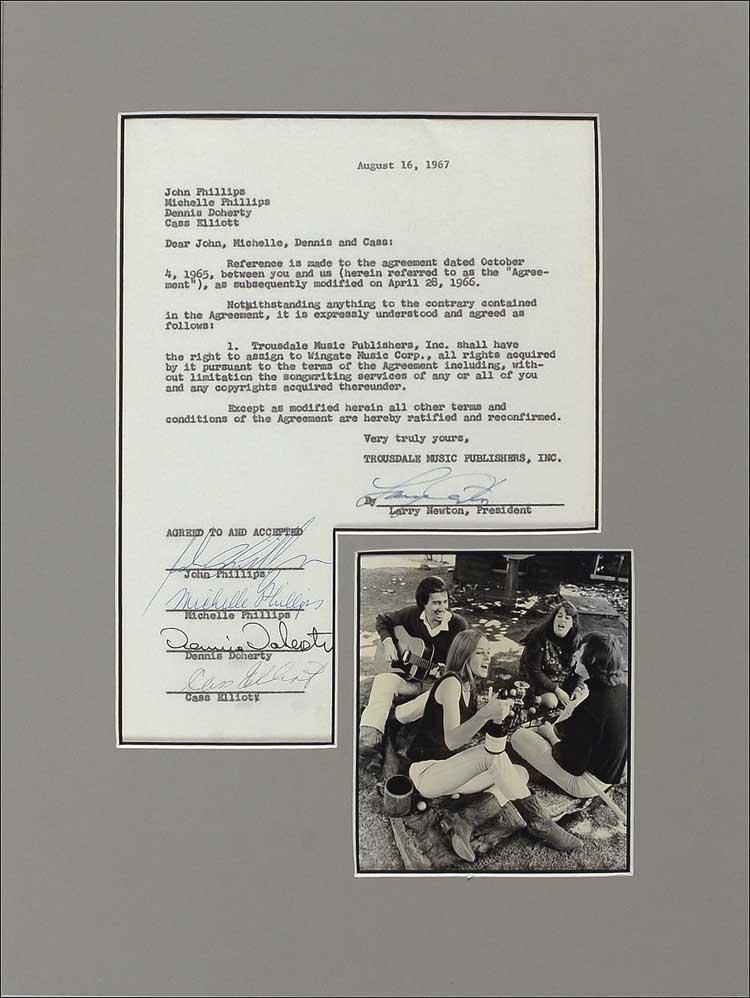 August 16, 1967
John Phillips
Michelle Phillips
Dennis Doherty
Cass Elliott
Dear John, Michelle, Dennis and Cass:
Reference is made to the agreement dated October
4, 1965, between you and us (herein referred to as the "Agree-
ment"), as subsequently modified on April 28, 1966.
Notwithstanding anything to the contrary contained
in the Agreement, it is expressly understood and agreed as
follows:
1. Trousdale Music Publishers, Inc. shall have
the right to assign to Wingate Music Corp., all rights acquired
by it pursuant to the terms of the Agreement including, with-
out limitation the songwriting services of any or all of you
and any copyrights acquired thereunder.
Except as modified herein all other terms and
conditions of the Agreement are hereby ratified and reconfirmed.
Very truly yours,
TROUSDALE MUSIC PUBLISHERS, INC.
By
Larry Newton, President
AGREED TO AND ACCEPTED
John Phillips
Michelle Phillips
Michelle Phillips
Dennis Doherty
Dennis Doherty
Cass Elliott
Cass Elliott